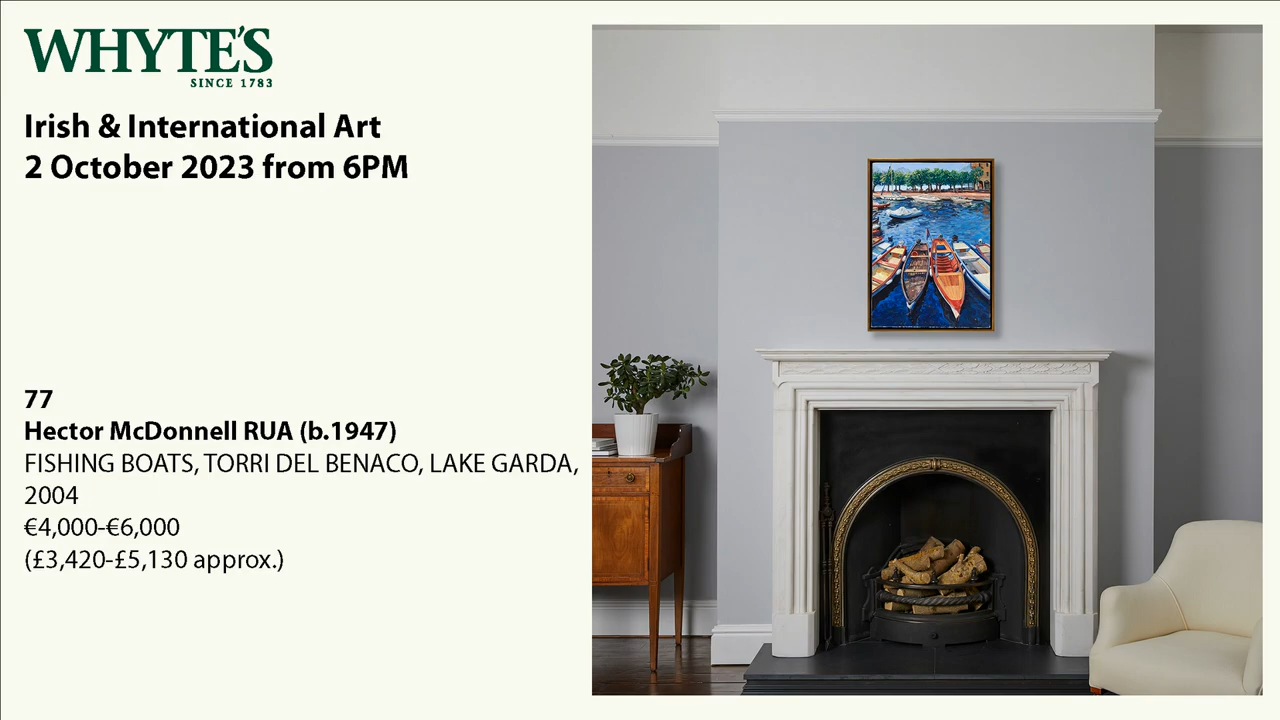 WHYTE'S
SINCE 1783
Irish & International Art
2 October 2023 from 6PM
77
Hector McDonnell RUA (b.1947)
FISHING BOATS, TORRI DEL BENACO, LAKE GARDA,
2004
€4,000-€6,000
(£3,420-£5,130 approx.)